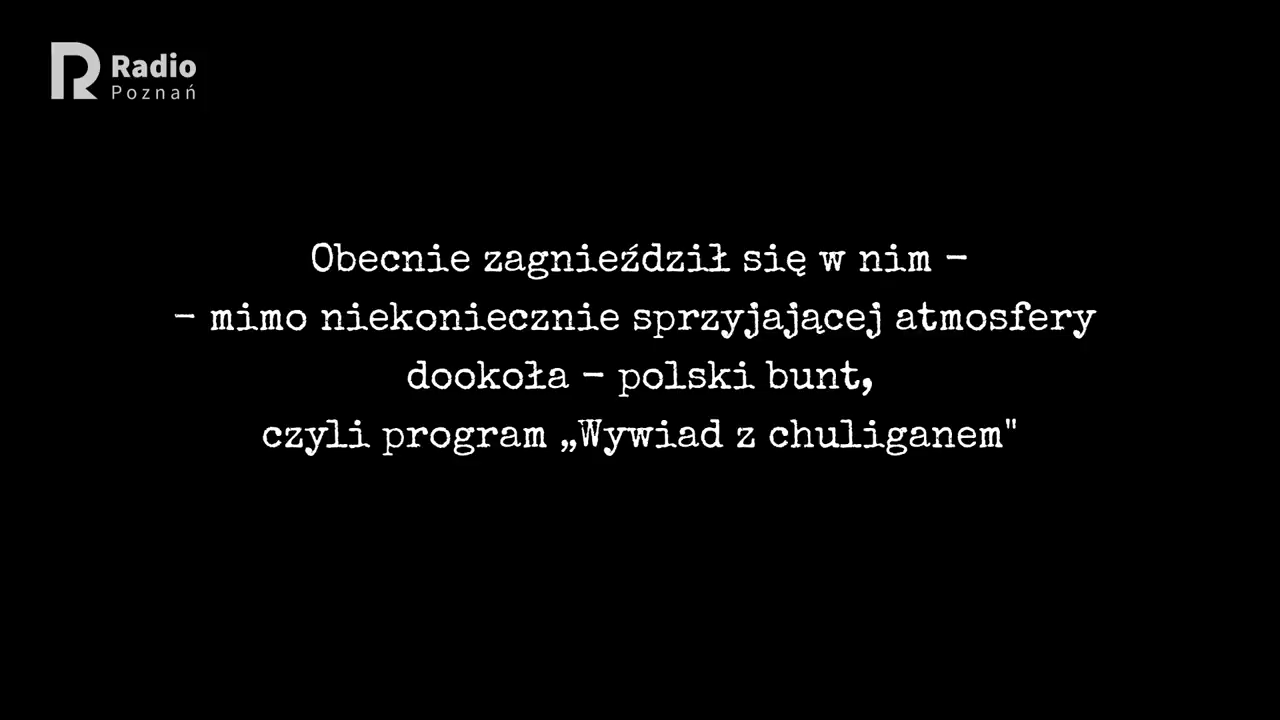 Radio
Poznań
Obecnie zagnieździł się w nim –
– mimo niekoniecznie sprzyjającej atmosfery
dookoła – polski bunt,
czyli program „Wywiad z chuliganem"